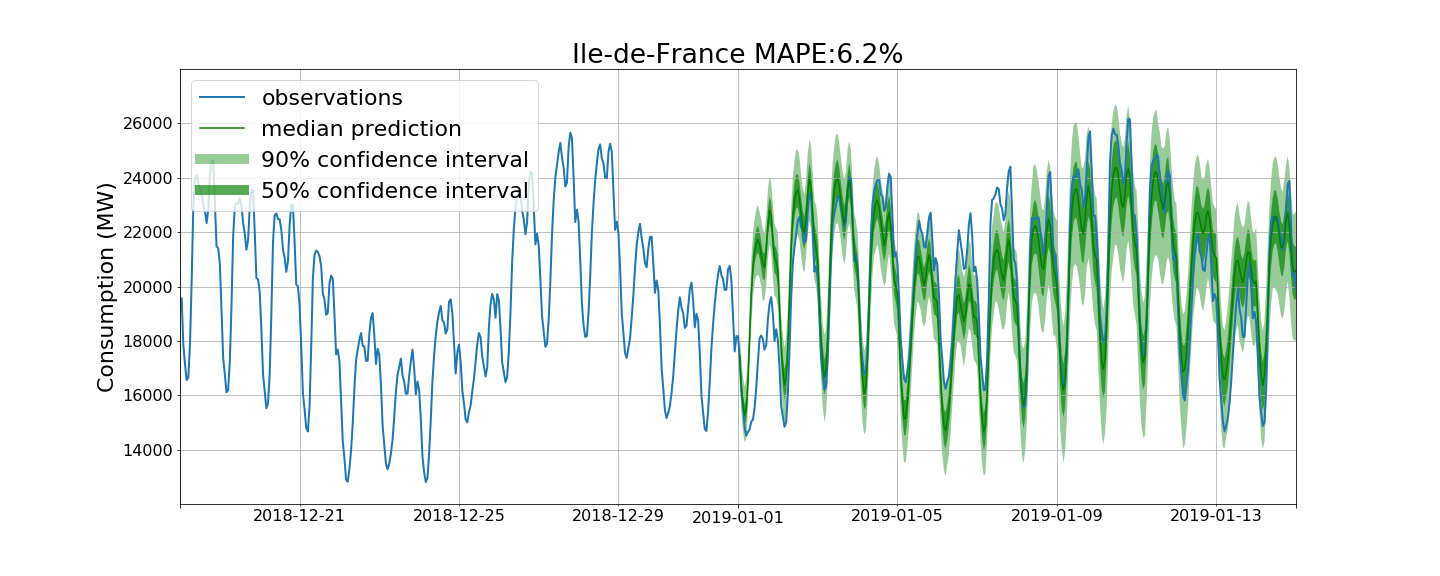 Ile-de-France MAPE:6.2%
observations
median prediction
90% confidence interval
50% confidence interval
Consumption (MW)
26000
24000
22000
20000
18000
16000
14000
2018-12-21 2018-12-25 2018-12-29 2019-01-01 2019-01-05 2019-01-09 2019-01-13